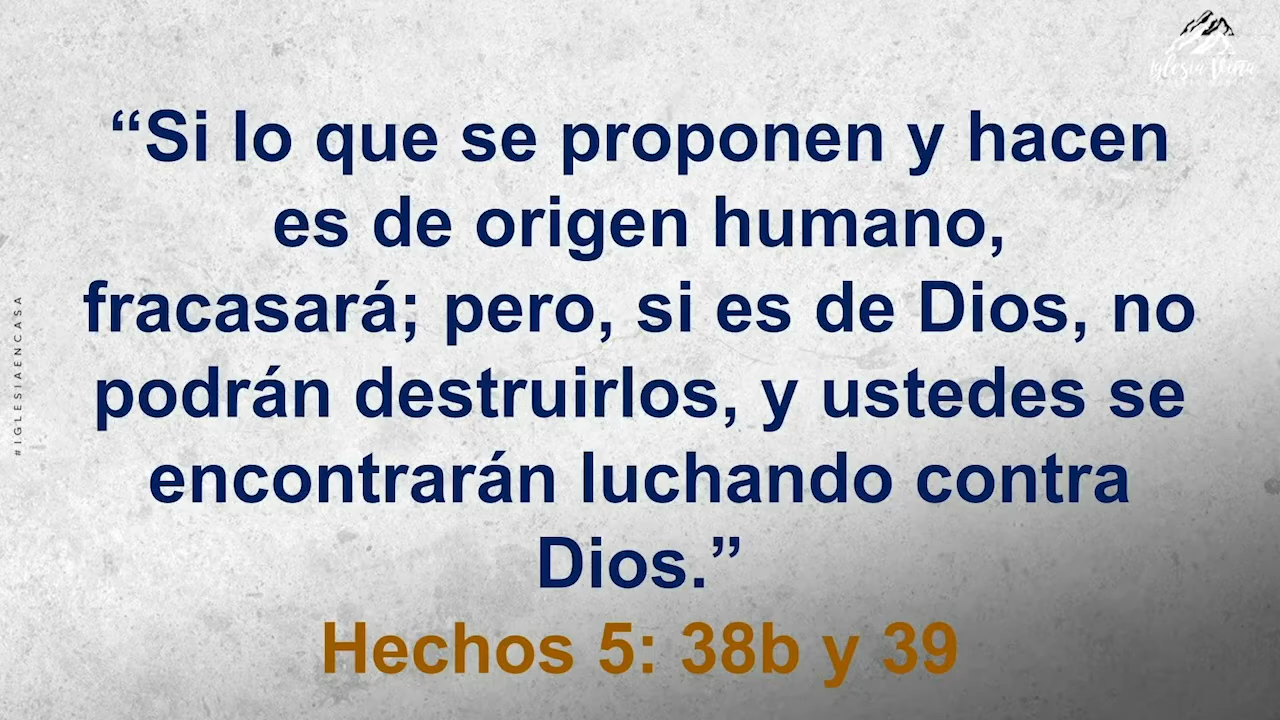 “Si lo que se proponen y hacen
es de origen humano,
fracasará; pero, si es de Dios, no
podrán destruirlos, y ustedes se
encontrarán luchando contra
Dios.”
Hechos 5: 38b y 39
#IGLESIAENCASA
Iglesia